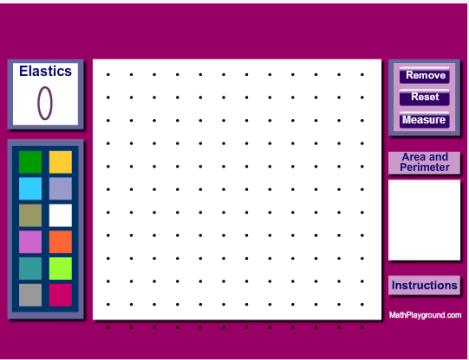 Elastics
Remove
Reset
Measure
Area and
Perimeter
Instructions
MathPlayground.com